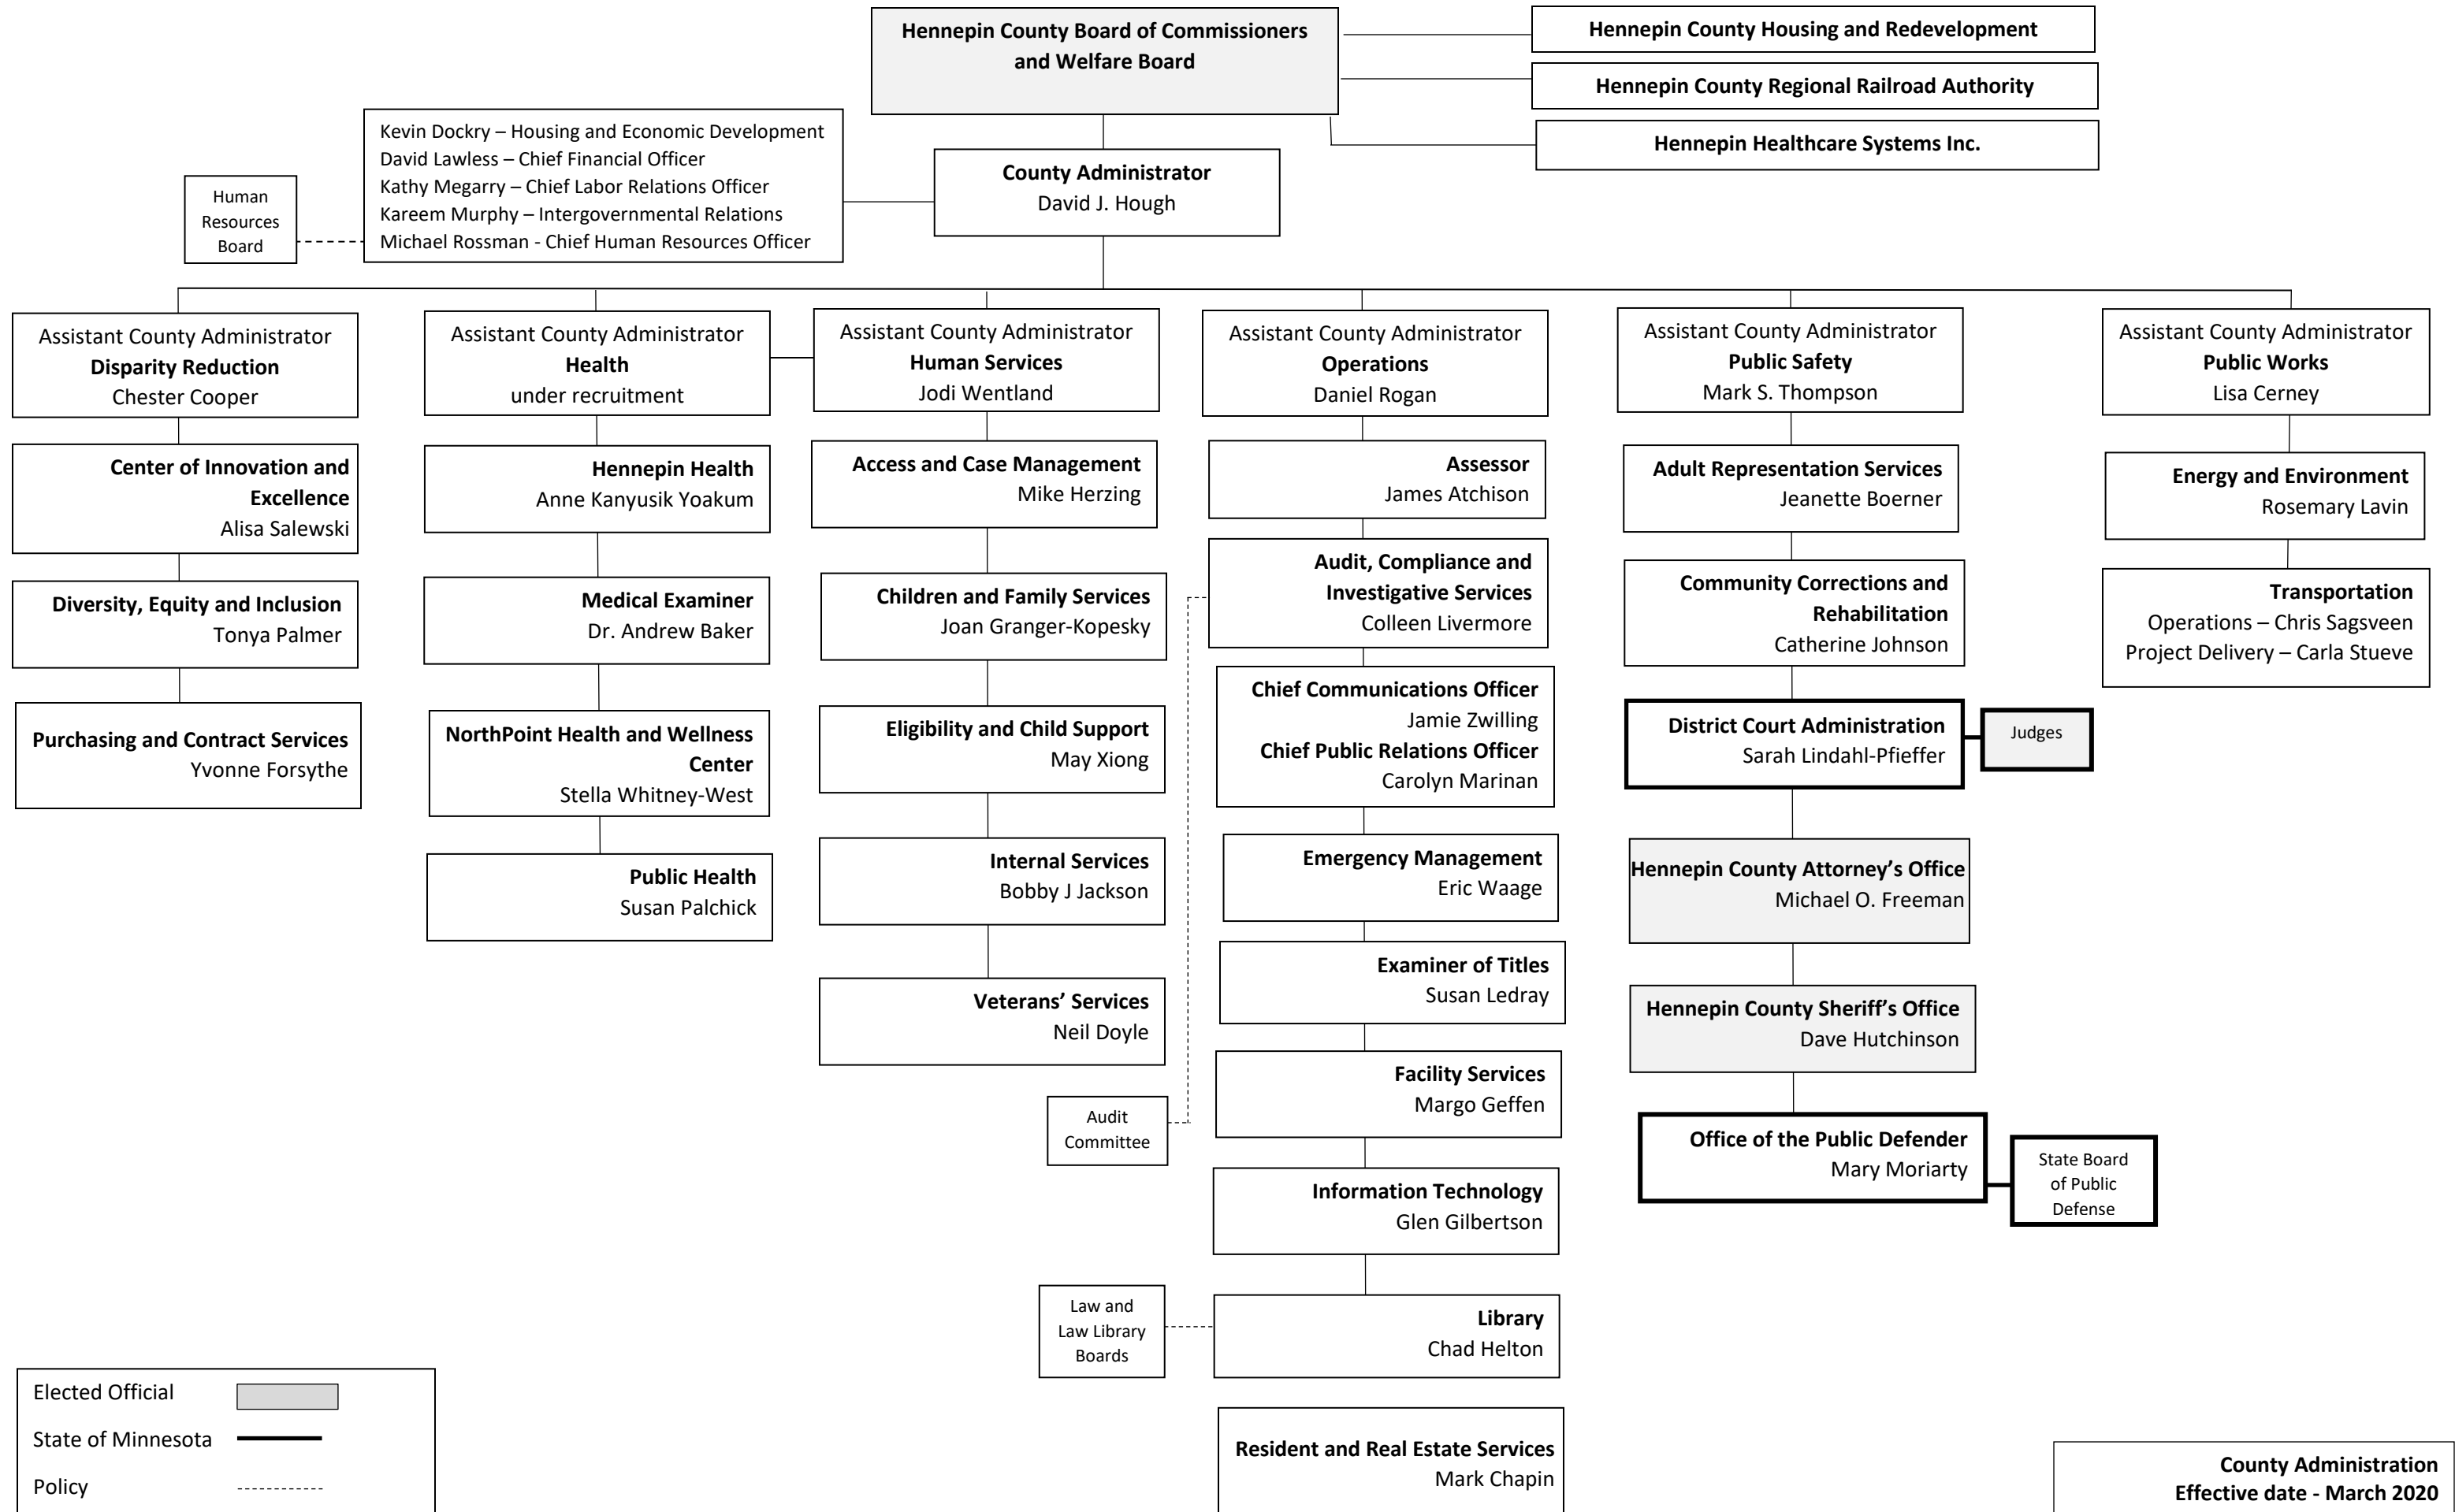 Hennepin County Board of Commissioners
and Welfare Board
Hennepin County Housing and Redevelopment
Hennepin County Regional Railroad Authority
Hennepin Healthcare Systems Inc.
Kevin Dockry – Housing and Economic Development
David Lawless – Chief Financial Officer
Kathy Megarry – Chief Labor Relations Officer
Kareem Murphy – Intergovernmental Relations
Michael Rossman - Chief Human Resources Officer
Human
Resources
Board
County Administrator
David J. Hough
Assistant County Administrator
Disparity Reduction
Chester Cooper
Center of Innovation and
Excellence
Alisa Salewski
Diversity, Equity and Inclusion
Tonya Palmer
Purchasing and Contract Services
Yvonne Forsythe
Assistant County Administrator
Health
under recruitment
Hennepin Health
Anne Kanyusik Yoakum
Medical Examiner
Dr. Andrew Baker
NorthPoint Health and Wellness
Center
Stella Whitney-West
Public Health
Susan Palchick
Assistant County Administrator
Human Services
Jodi Wentland
Access and Case Management
Mike Herzing
Children and Family Services
Joan Granger-Kopesky
Eligibility and Child Support
May Xiong
Internal Services
Bobby J Jackson
Veterans’ Services
Neil Doyle
Assistant County Administrator
Operations
Daniel Rogan
Assessor
James Atchison
Audit, Compliance and
Investigative Services
Colleen Livermore
Chief Communications Officer
Jamie Zwilling
Chief Public Relations Officer
Carolyn Marinan
Emergency Management
Eric Waage
Examiner of Titles
Susan Ledray
Facility Services
Margo Geffen
Audit
Committee
Information Technology
Glen Gilbertson
Law and
Law Library
Boards
Library
Chad Helton
Resident and Real Estate Services
Mark Chapin
Assistant County Administrator
Public Safety
Mark S. Thompson
Adult Representation Services
Jeanette Boerner
Community Corrections and
Rehabilitation
Catherine Johnson
District Court Administration
Sarah Lindahl-Pfieffer
Judges
Hennepin County Attorney’s Office
Michael O. Freeman
Hennepin County Sheriff’s Office
Dave Hutchinson
Office of the Public Defender
Mary Moriarty
State Board
of Public
Defense
Assistant County Administrator
Public Works
Lisa Cerney
Energy and Environment
Rosemary Lavin
Transportation
Operations – Chris Sagsveen
Project Delivery – Carla Stueve
Elected Official
State of Minnesota
Policy
County Administration
Effective date - March 2020